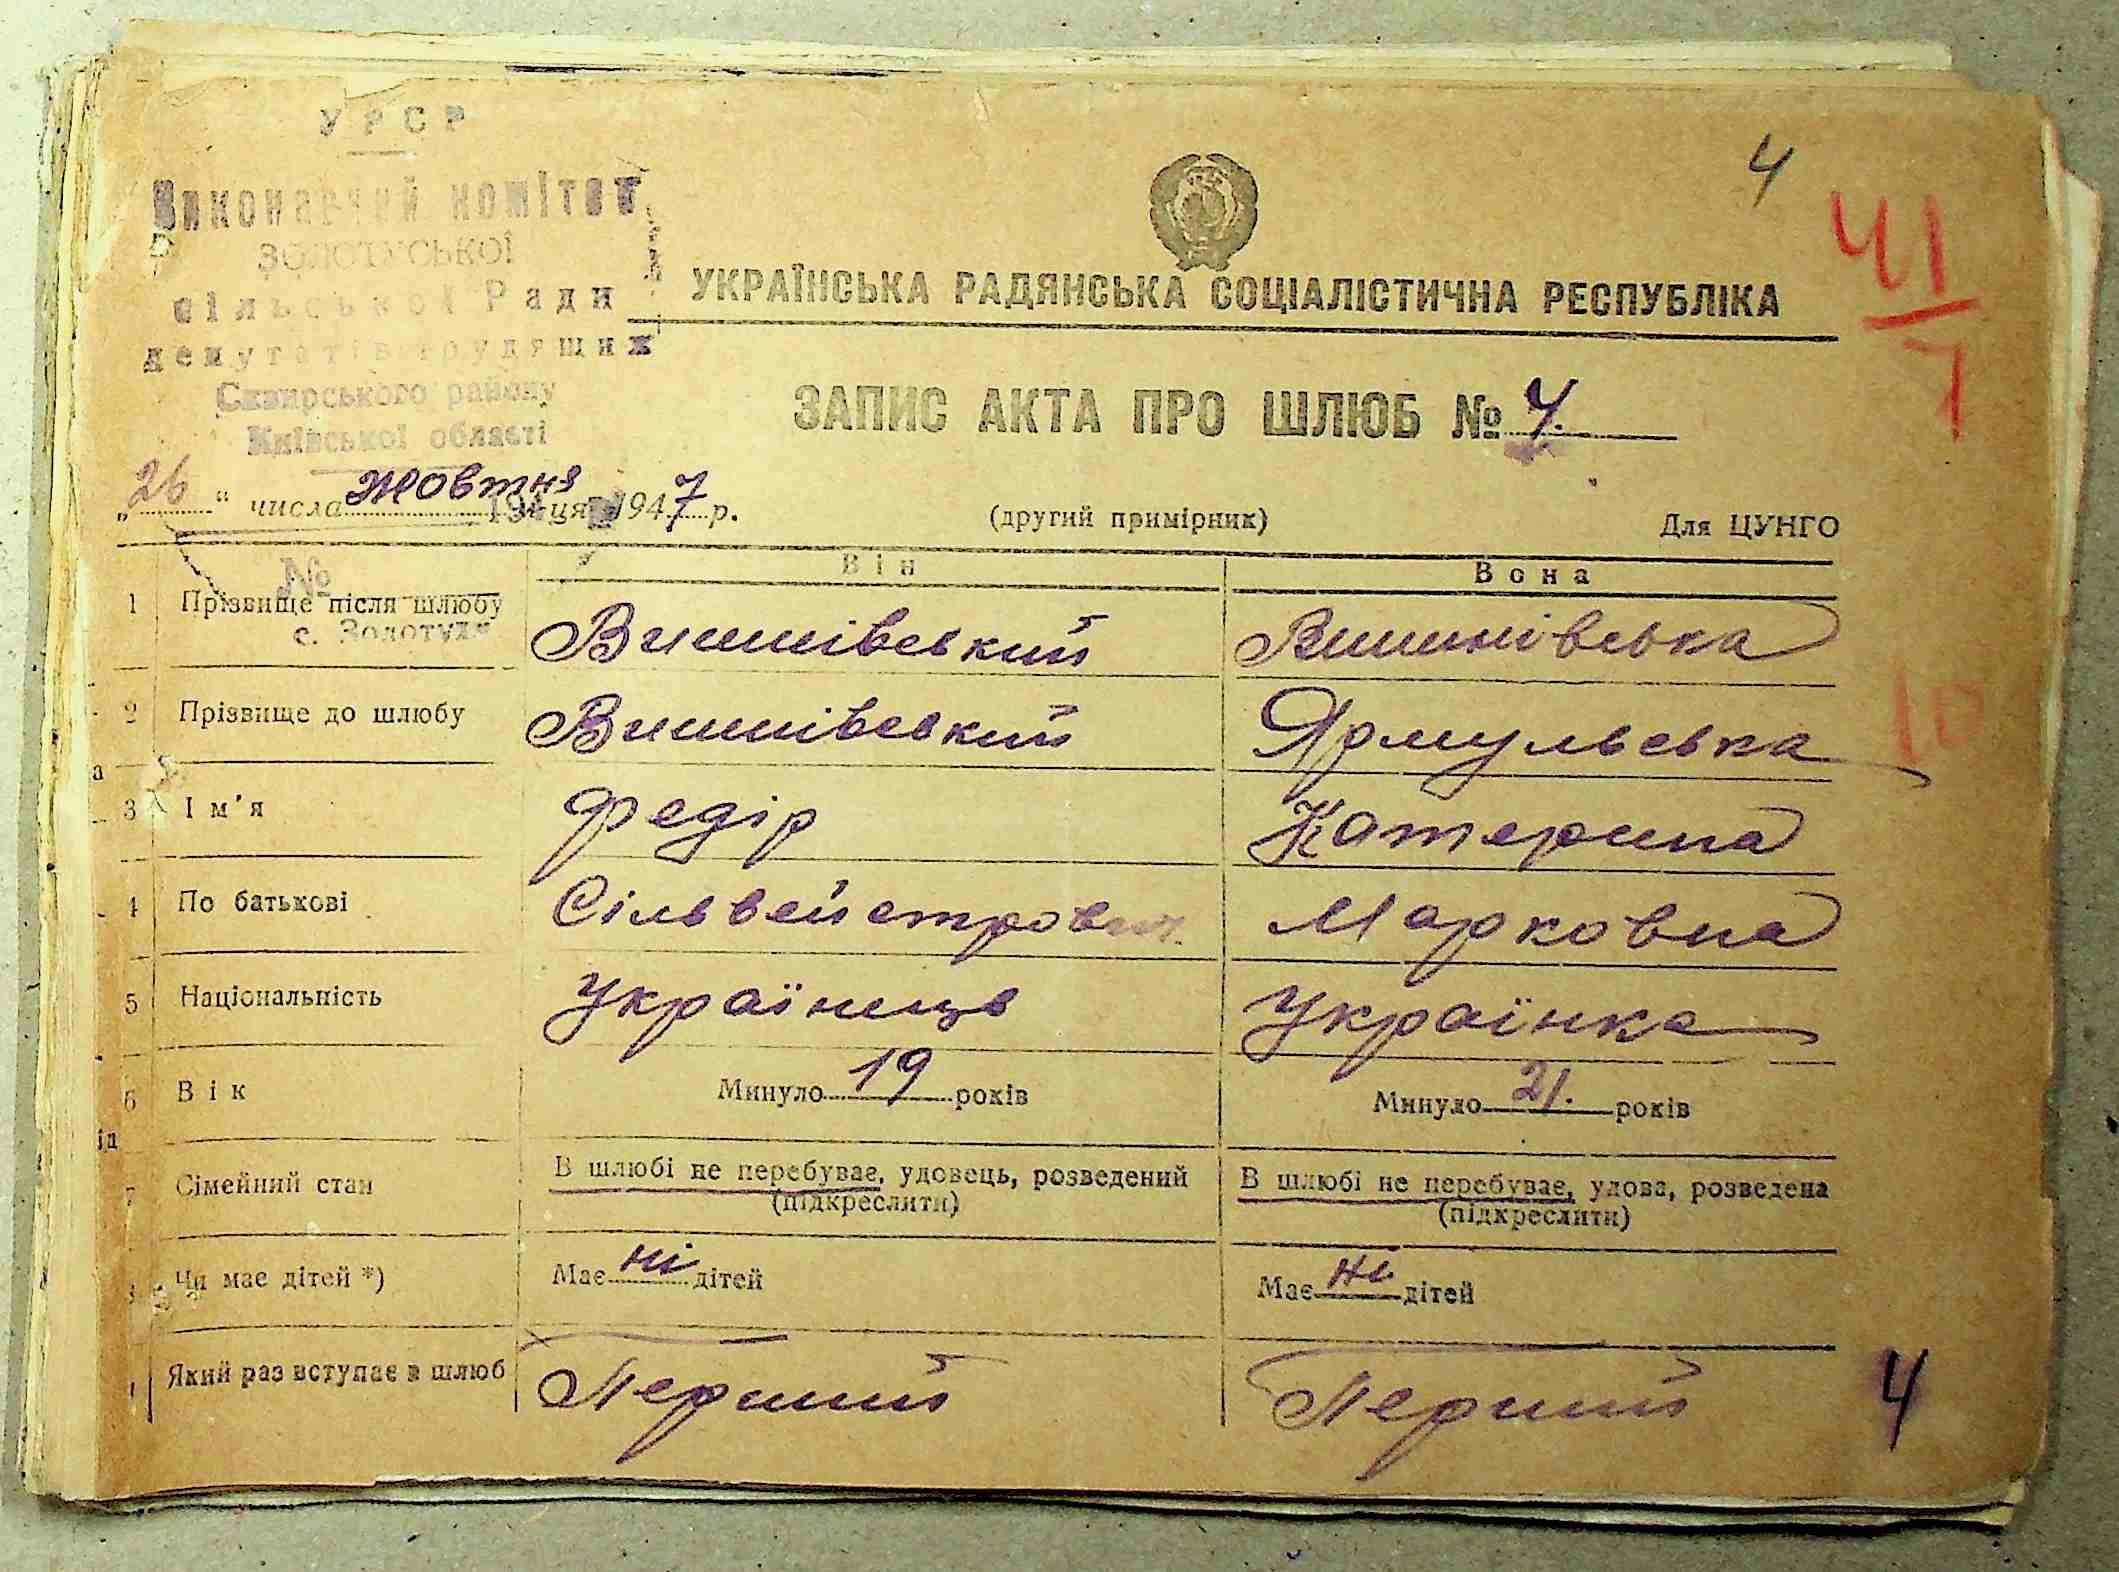 УРСР
4
Виконавчий комітет
ЗОЛОТУСЬКОЇ
сільської Ради
депутатів трудящих
Сквирського району
Київської області
УКРАЇНСЬКА РАДЯНСЬКА СОЦІАЛІСТИЧНА РЕСПУБЛІКА
41
1
ЗАПИС АКТА ПРО ШЛЮБ № 4.
„26“ числа жовтня м-ця 1947 р.
194
(другий примірник)
Для ЦУНГО
№
с. Золотуха
Він Вона
1 Прізвище після шлюбу Вишнівський Вишнівська
10
2 Прізвище до шлюбу Вишнівський Ярмульська
3 Ім'я Федір Катерина
4 По батькові Сільвейстрович Марковна
5 Національність Українець Українка
6 Вік Минуло 19 років Минуло 21. років
7 Сімейний стан В шлюбі не перебуває, удовець, розведений В шлюбі не перебуває, удова, розведена
(підкреслити) (підкреслити)
Чи має дітей *) Має ні дітей Має ні дітей
Який раз вступає в шлюб Перший Перший
4